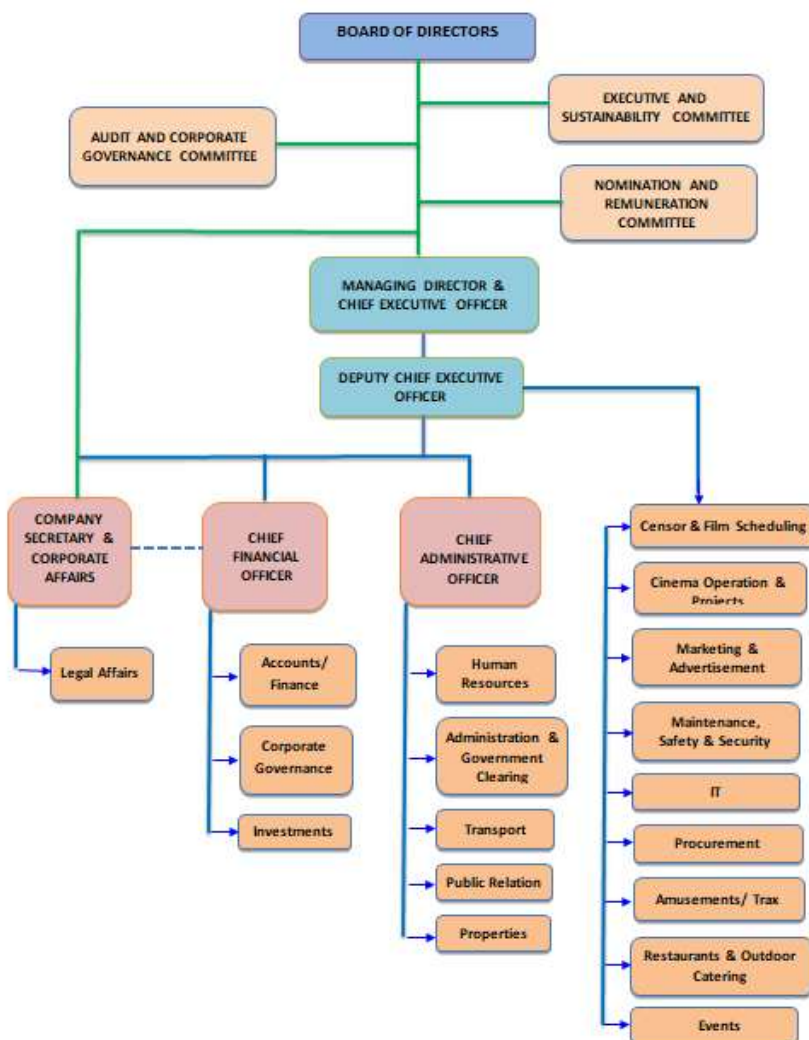 BOARD OF DIRECTORS
EXECUTIVE AND
SUSTAINABILITY COMMITTEE
AUDIT AND CORPORATE
GOVERNANCE COMMITTEE
NOMINATION AND
REMUNERATION
COMMITTEE
MANAGING DIRECTOR &
CHIEF EXECUTIVE OFFICER
DEPUTY CHIEF EXECUTIVE
OFFICER
COMPANY
SECRETARY &
CORPORATE
AFFAIRS
CHIEF
FINANCIAL
OFFICER
CHIEF
ADMINISTRATIVE
OFFICER
Legal Affairs
Accounts/
Finance
Corporate
Governance
Investments
Human
Resources
Administration &
Government
Clearing
Transport
Public Relation
Properties
Censor & Film Scheduling
Cinema Operation &
Projects
Marketing &
Advertisement
Maintenance,
Safety & Security
IT
Procurement
Amusements/ Trax
Restaurants & Outdoor
Catering
Events